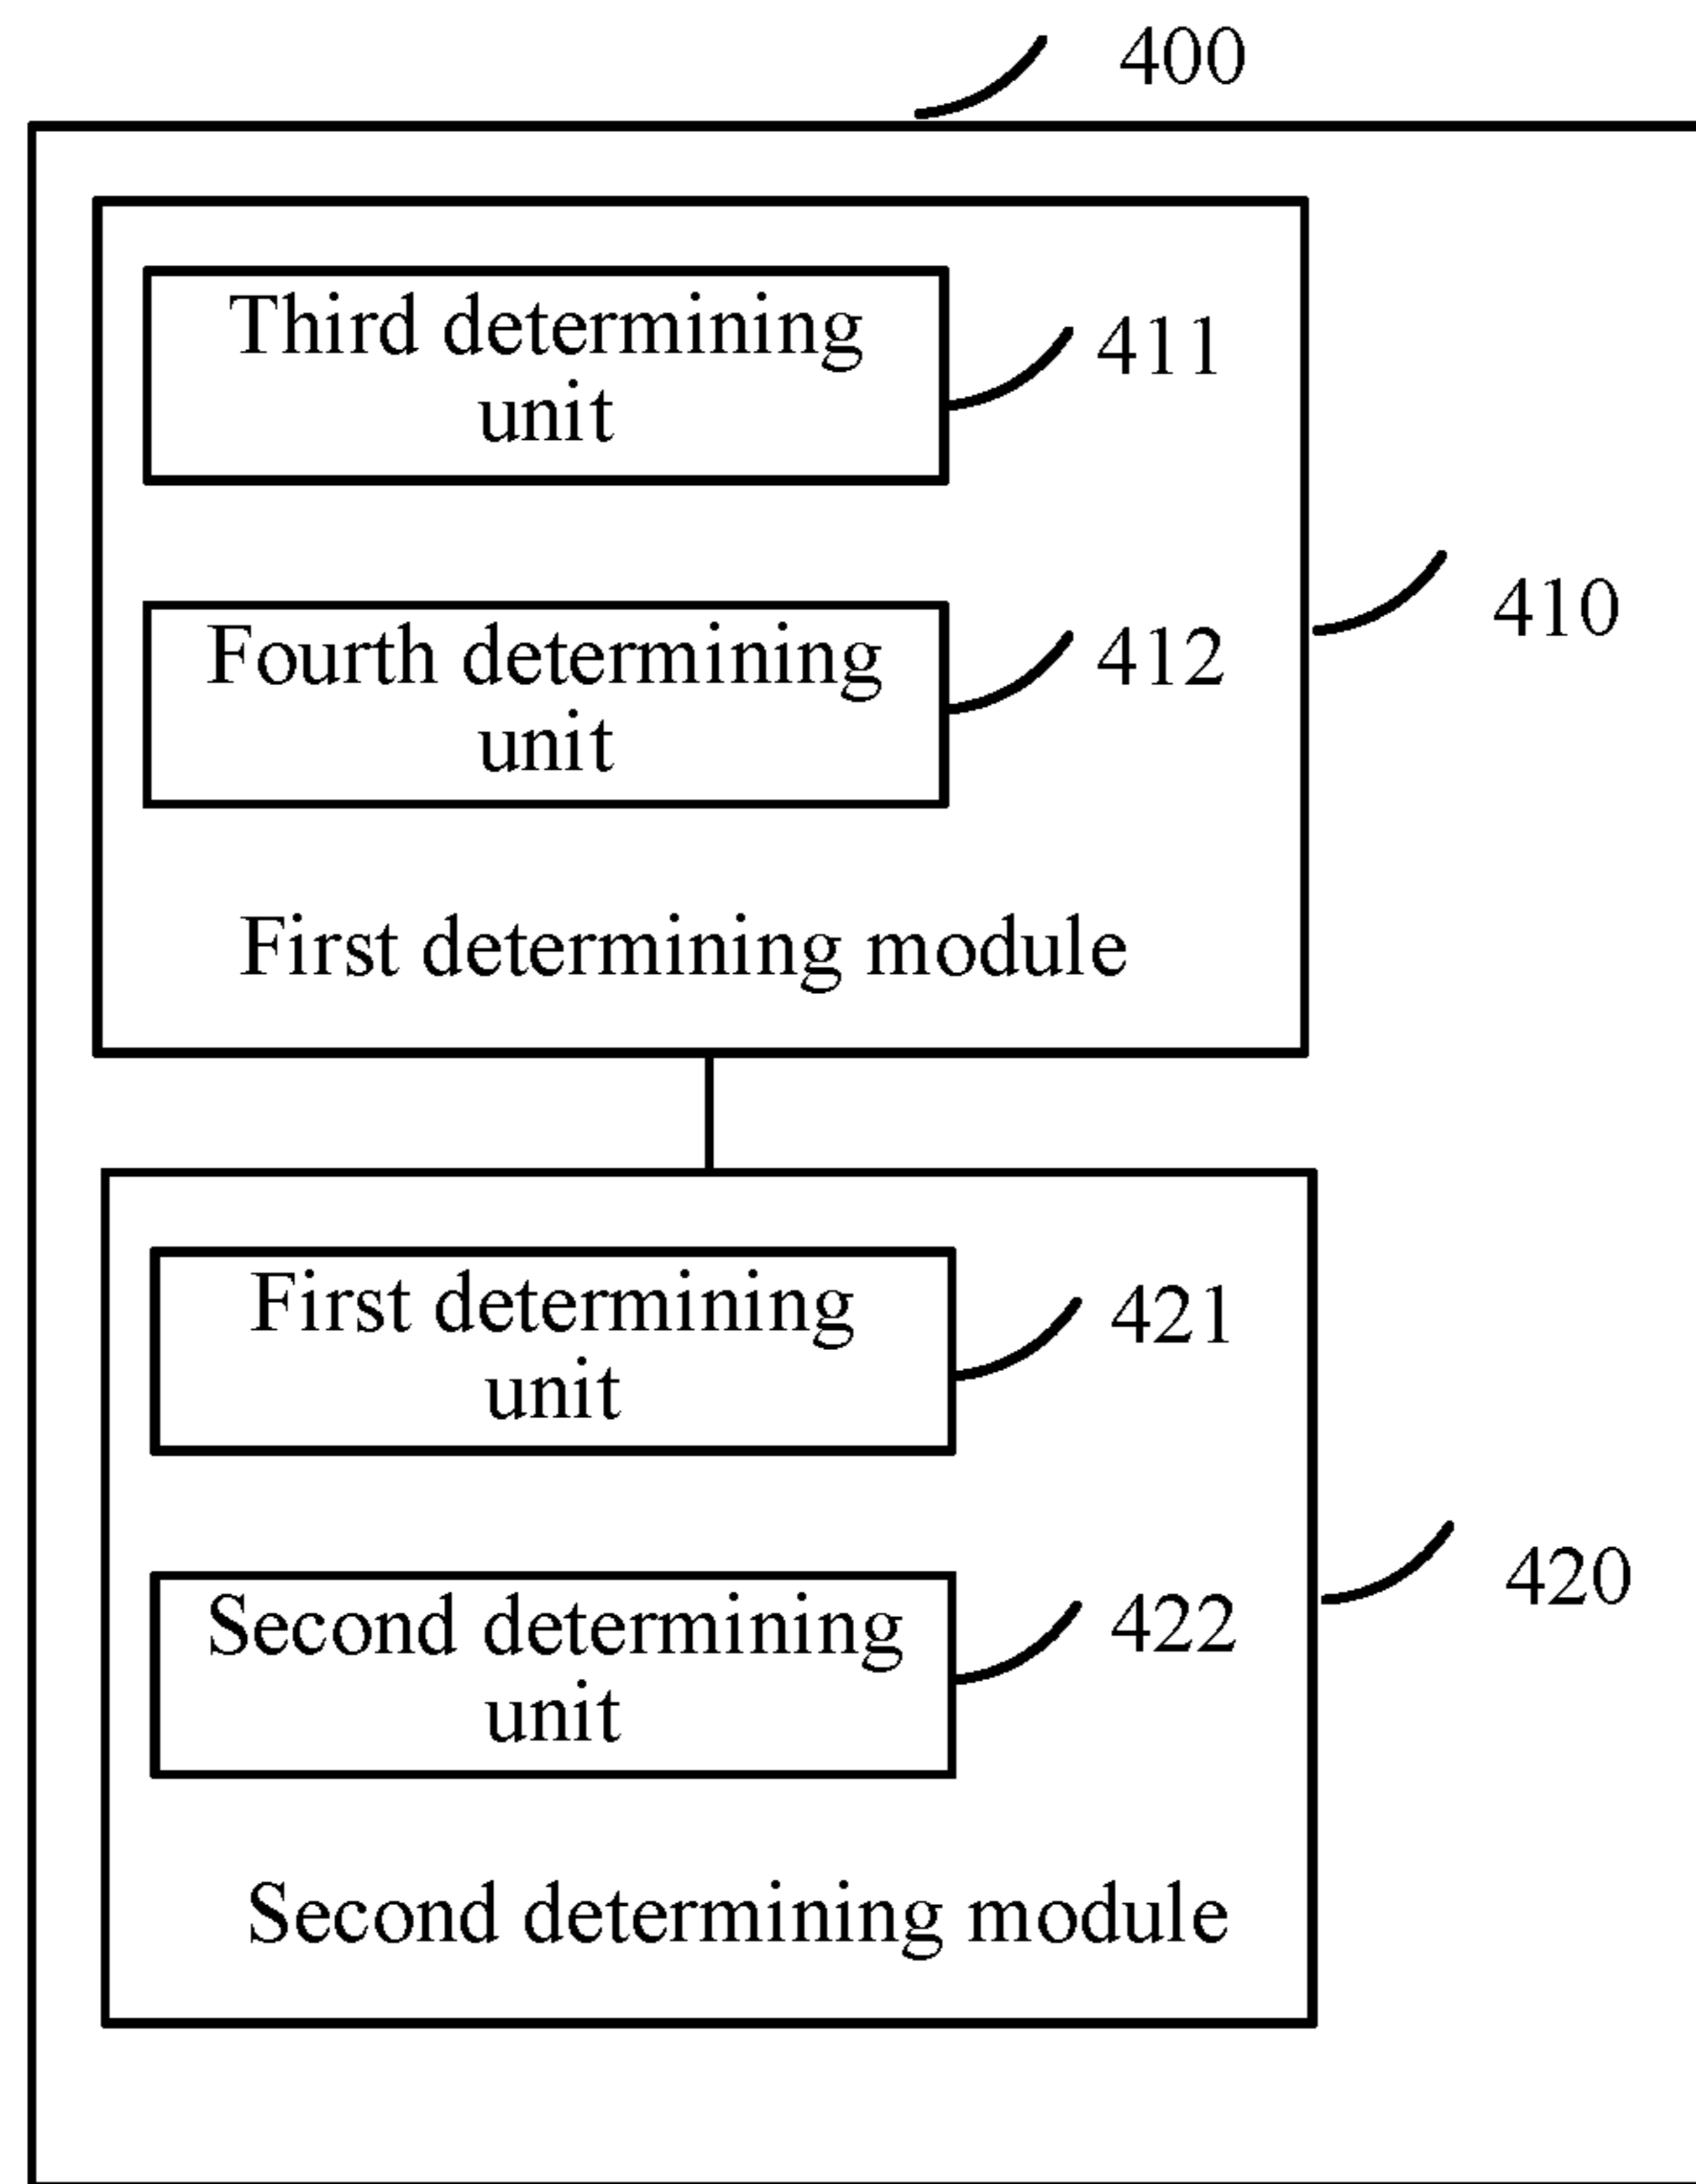 400
Third determining
unit
411
410
Fourth determining
unit
412
First determining module
First determining
unit
421
420
Second determining
unit
422
Second determining module